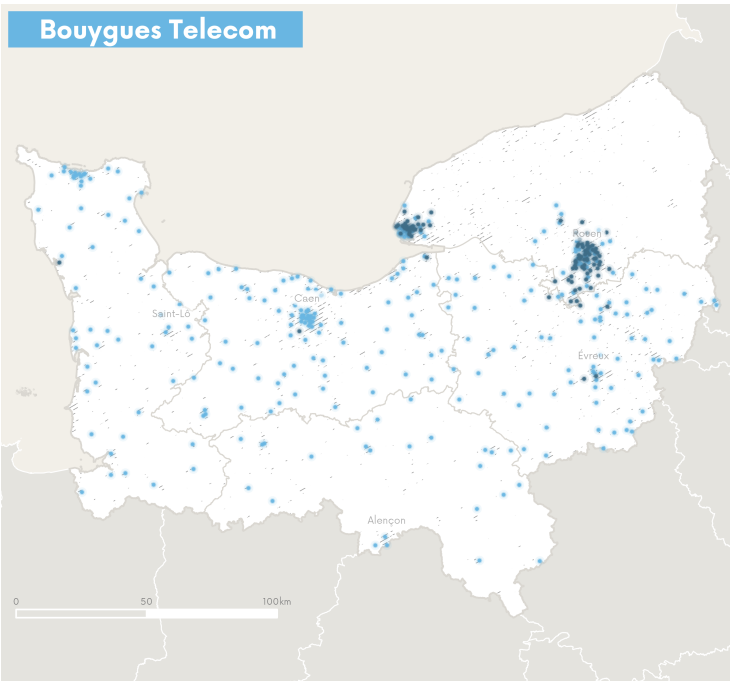 Bouygues Telecom
Rouen
Caen
Saint-Lô
Évreux
Alençon
0 50 100km